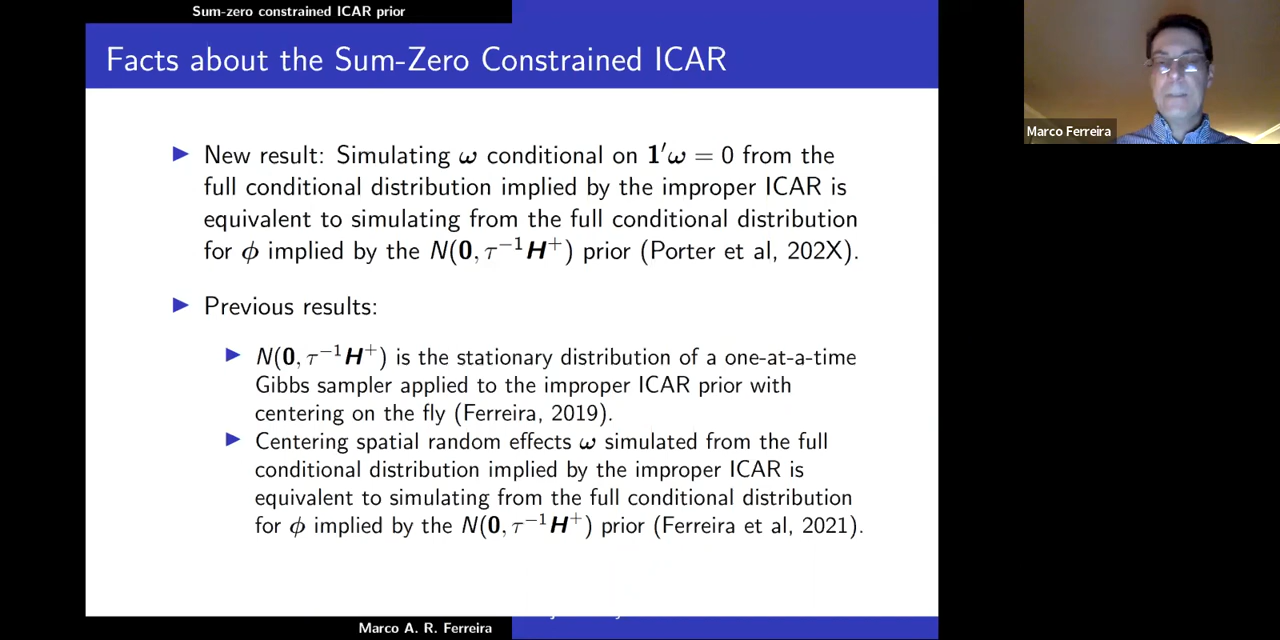 Sum-zero constrained ICAR prior
Facts about the Sum-Zero Constrained ICAR
Marco Ferreira
▶ New result: Simulating ω conditional on 1′ω = 0 from the
full conditional distribution implied by the improper ICAR is
equivalent to simulating from the full conditional distribution
for ϕ implied by the N(0, τ⁻¹H⁺) prior (Porter et al, 202X).
▶ Previous results:
▶ N(0, τ⁻¹H⁺) is the stationary distribution of a one-at-a-time
Gibbs sampler applied to the improper ICAR prior with
centering on the fly (Ferreira, 2019).
▶ Centering spatial random effects ω simulated from the full
conditional distribution implied by the improper ICAR is
equivalent to simulating from the full conditional distribution
for ϕ implied by the N(0, τ⁻¹H⁺) prior (Ferreira et al, 2021).
Marco A. R. Ferreira